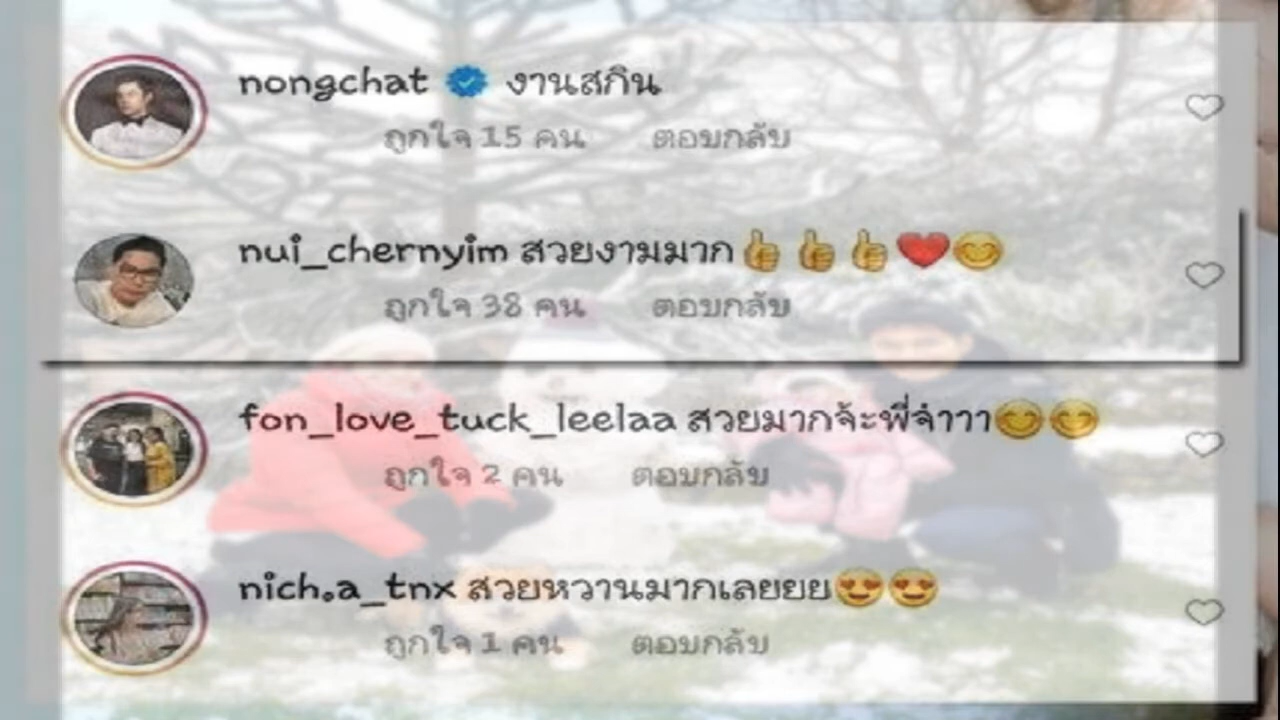 nongchat งานสกิน
ถูกใจ 15 คน ตอบกลับ
nui_chernyim สวยงามมาก👍👍👍❤️😊
ถูกใจ 38 คน ตอบกลับ
fon_love_tuck_leelaa สวยมากจ้ะพี่จ๋าาา😊😊
ถูกใจ 2 คน ตอบกลับ
nich.a_tnx สวยหวานมากเลยยย😍😍
ถูกใจ 1 คน ตอบกลับ